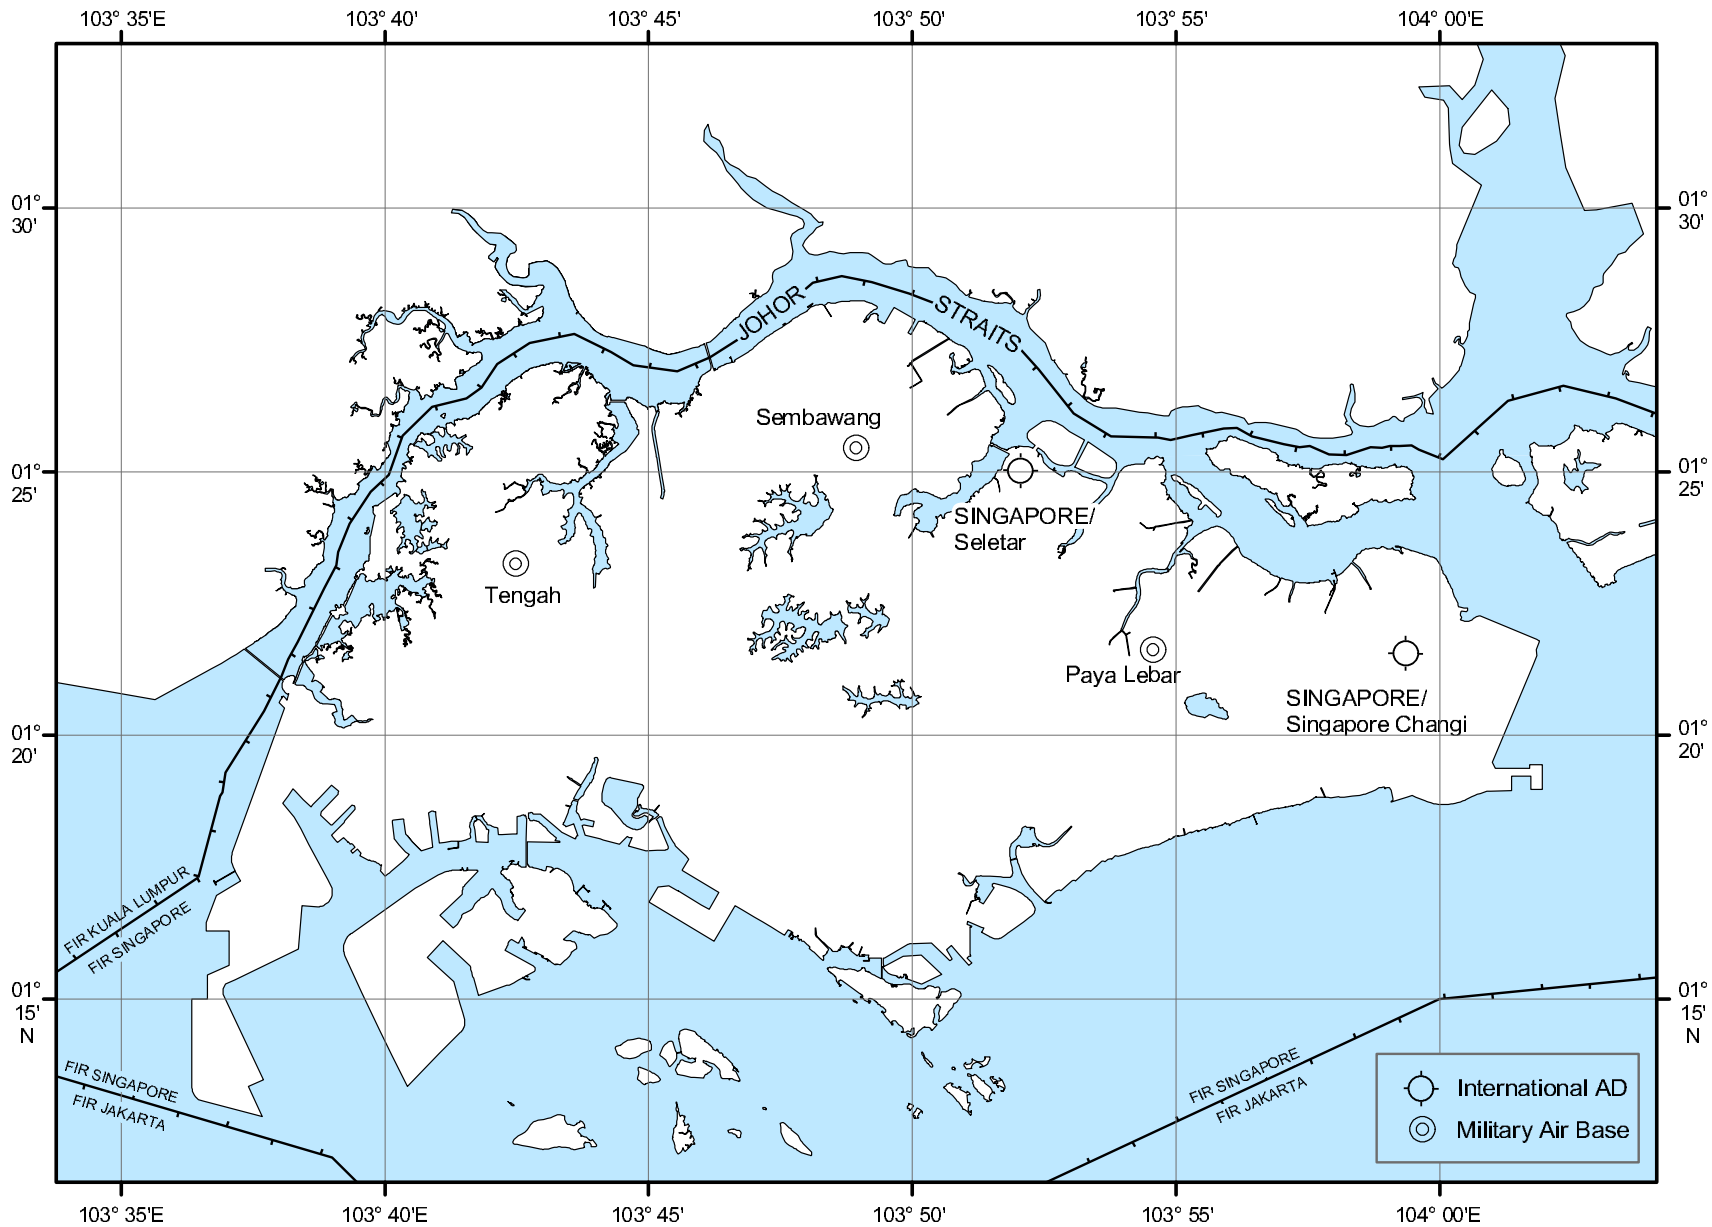 103° 35'E
103° 40'
103° 45'
103° 50'
103° 55'
104° 00'E
01°
30'
01°
30'
JOHOR
STRAITS
Sembawang
01°
25'
01°
25'
SINGAPORE/
Seletar
Tengah
Paya Lebar
SINGAPORE/
Singapore Changi
01°
20'
01°
20'
FIR KUALA LUMPUR
FIR SINGAPORE
01°
15'
N
01°
15'
N
FIR SINGAPORE
FIR JAKARTA
FIR SINGAPORE
FIR JAKARTA
International AD
Military Air Base
103° 35'E
103° 40'E
103° 45'
103° 50'
103° 55'
104° 00'E